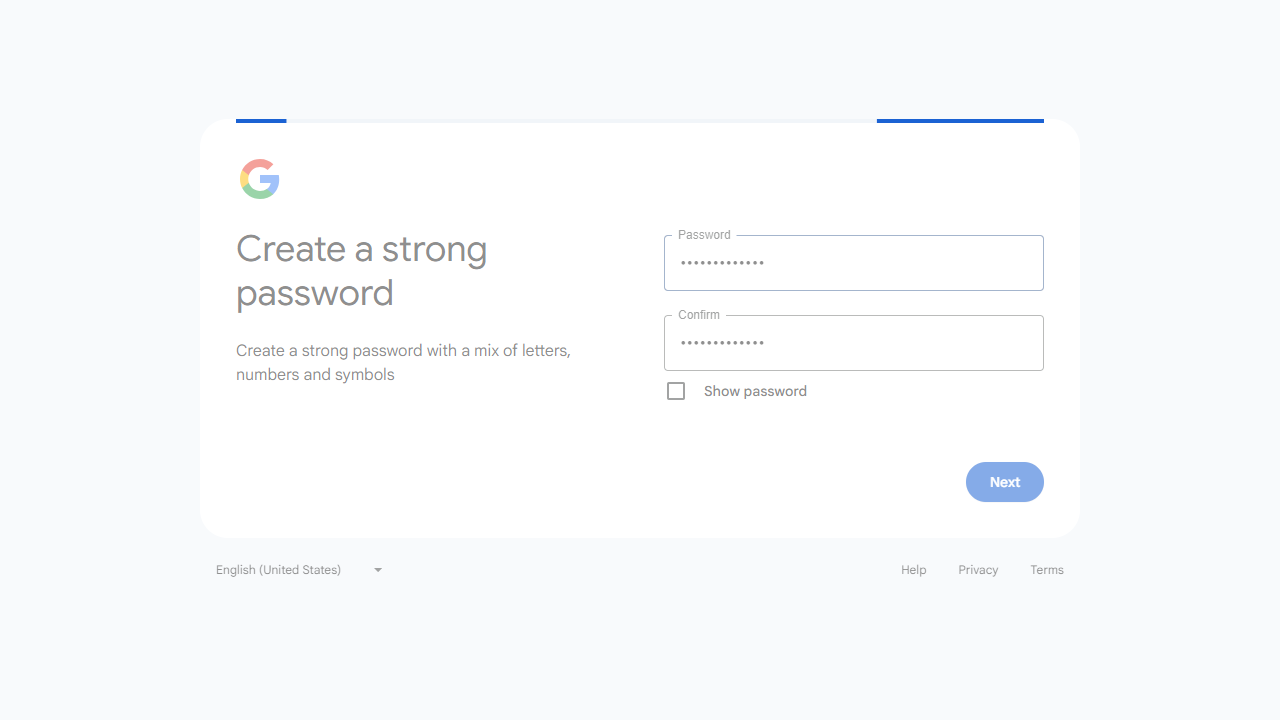 Create a strong
password
Create a strong password with a mix of letters,
numbers and symbols
Password
•••••••••••••
Confirm
•••••••••••••
Show password
Next
English (United States)
Help
Privacy
Terms